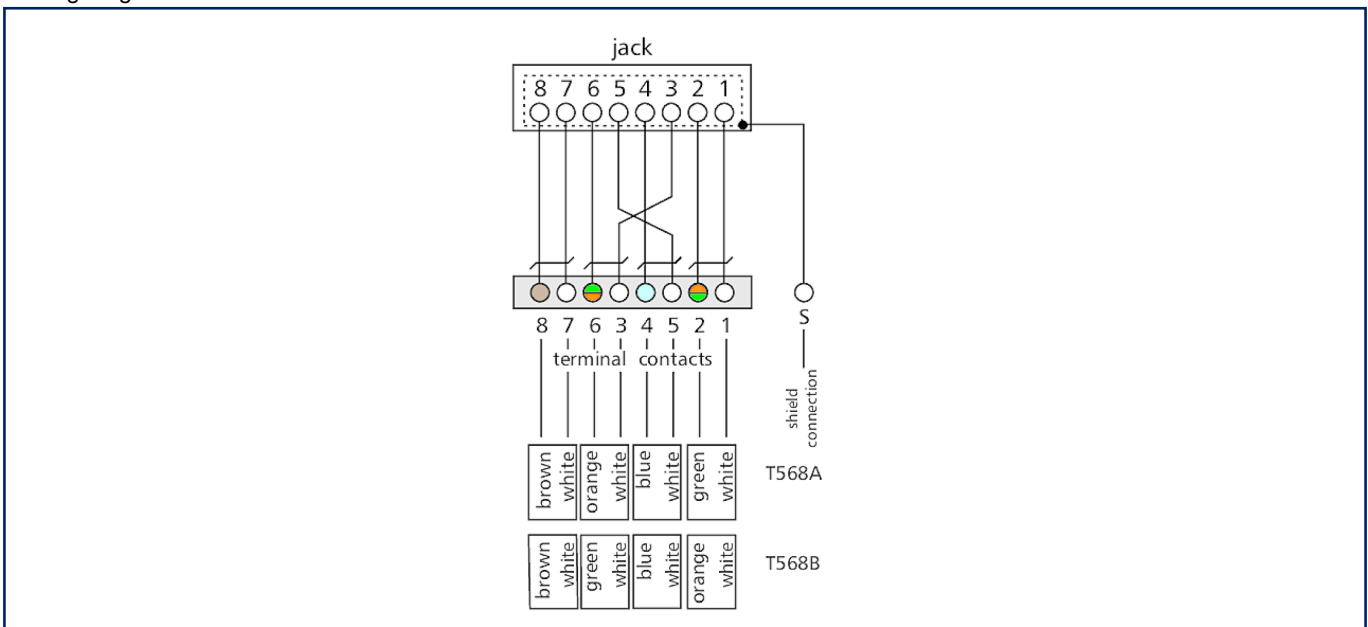 jack
8 7 6 5 4 3 2 1
8 7 6 3 4 5 2 1
S
terminal contacts
shield
connection
brown white orange white blue white green white T568A
brown white green white blue white orange white T568B